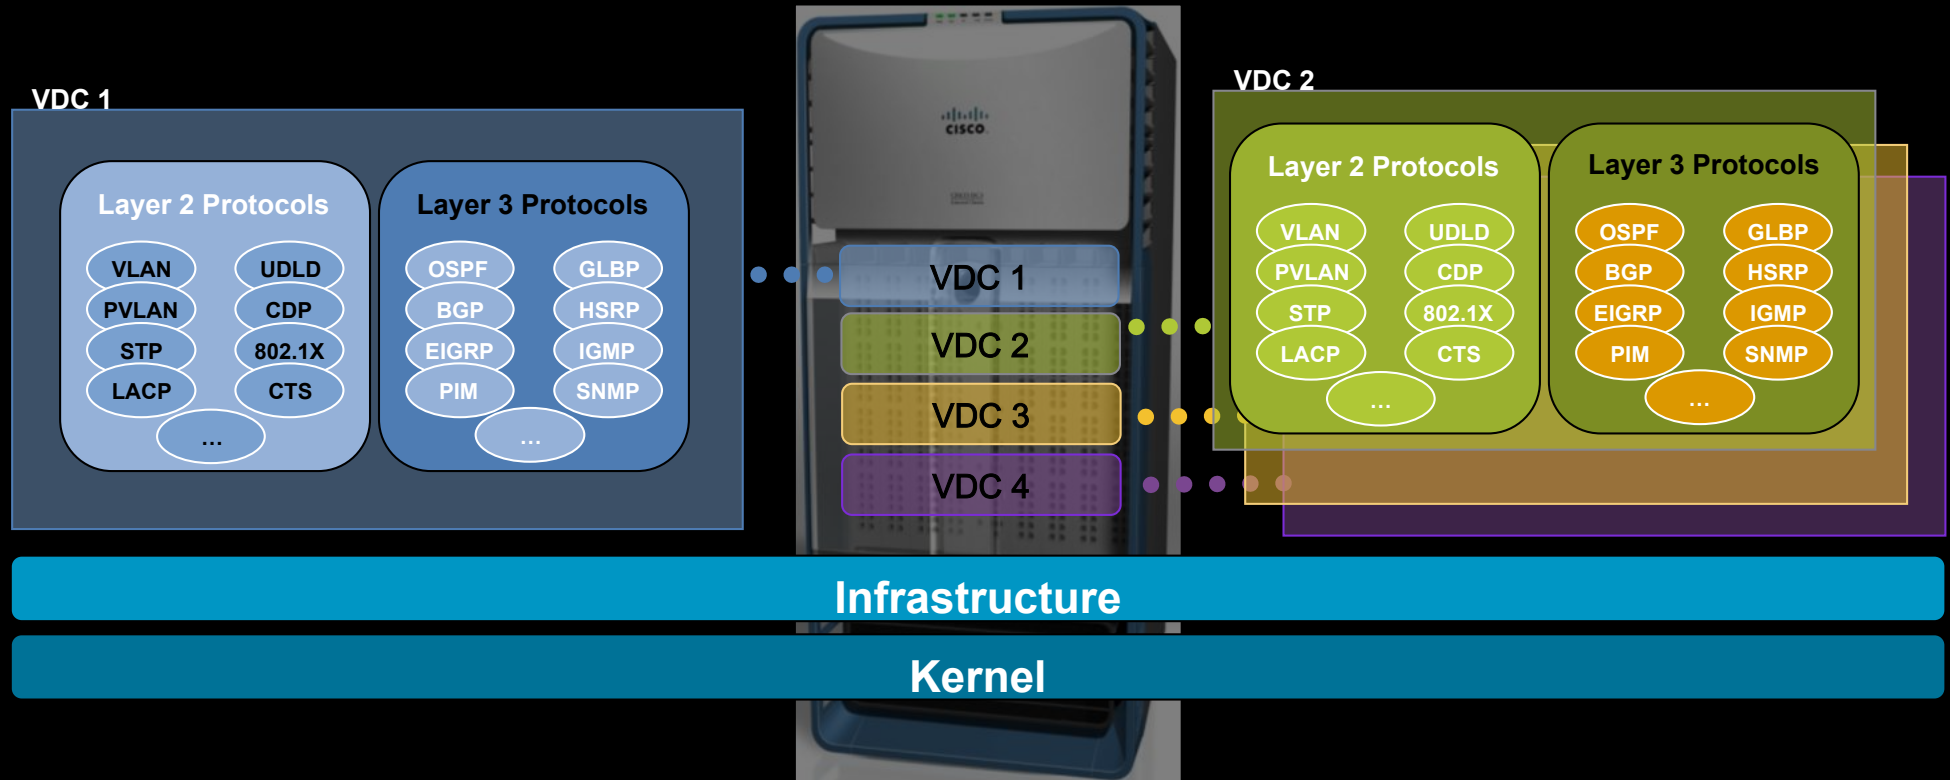 VDC 1
Layer 2 Protocols
VLAN
UDLD
PVLAN
CDP
STP
802.1X
LACP
CTS
...
Layer 3 Protocols
OSPF
GLBP
BGP
HSRP
EIGRP
IGMP
PIM
SNMP
...
CISCO
VDC 1
VDC 2
VDC 3
VDC 4
VDC 2
Layer 2 Protocols
VLAN
UDLD
PVLAN
CDP
STP
802.1X
LACP
CTS
...
Layer 3 Protocols
OSPF
GLBP
BGP
HSRP
EIGRP
IGMP
PIM
SNMP
...
Infrastructure
Kernel